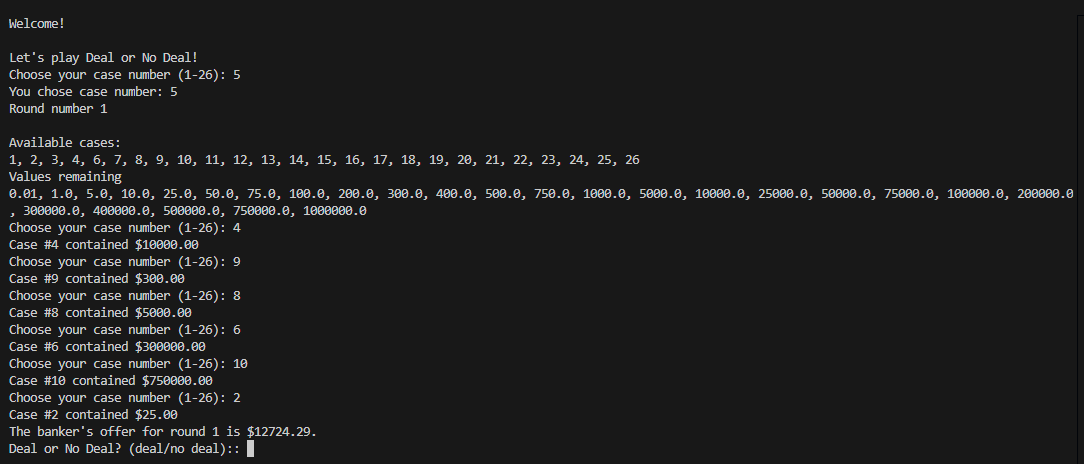 Welcome!
Let's play Deal or No Deal!
Choose your case number (1-26): 5
You chose case number: 5
Round number 1
Available cases:
1, 2, 3, 4, 6, 7, 8, 9, 10, 11, 12, 13, 14, 15, 16, 17, 18, 19, 20, 21, 22, 23, 24, 25, 26
Values remaining
0.01, 1.0, 5.0, 10.0, 25.0, 50.0, 75.0, 100.0, 200.0, 300.0, 400.0, 500.0, 750.0, 1000.0, 5000.0, 10000.0, 25000.0, 50000.0, 75000.0, 100000.0, 200000.0
, 300000.0, 400000.0, 500000.0, 750000.0, 1000000.0
Choose your case number (1-26): 4
Case #4 contained $10000.00
Choose your case number (1-26): 9
Case #9 contained $300.00
Choose your case number (1-26): 8
Case #8 contained $5000.00
Choose your case number (1-26): 6
Case #6 contained $300000.00
Choose your case number (1-26): 10
Case #10 contained $750000.00
Choose your case number (1-26): 2
Case #2 contained $25.00
The banker's offer for round 1 is $12724.29.
Deal or No Deal? (deal/no deal)::